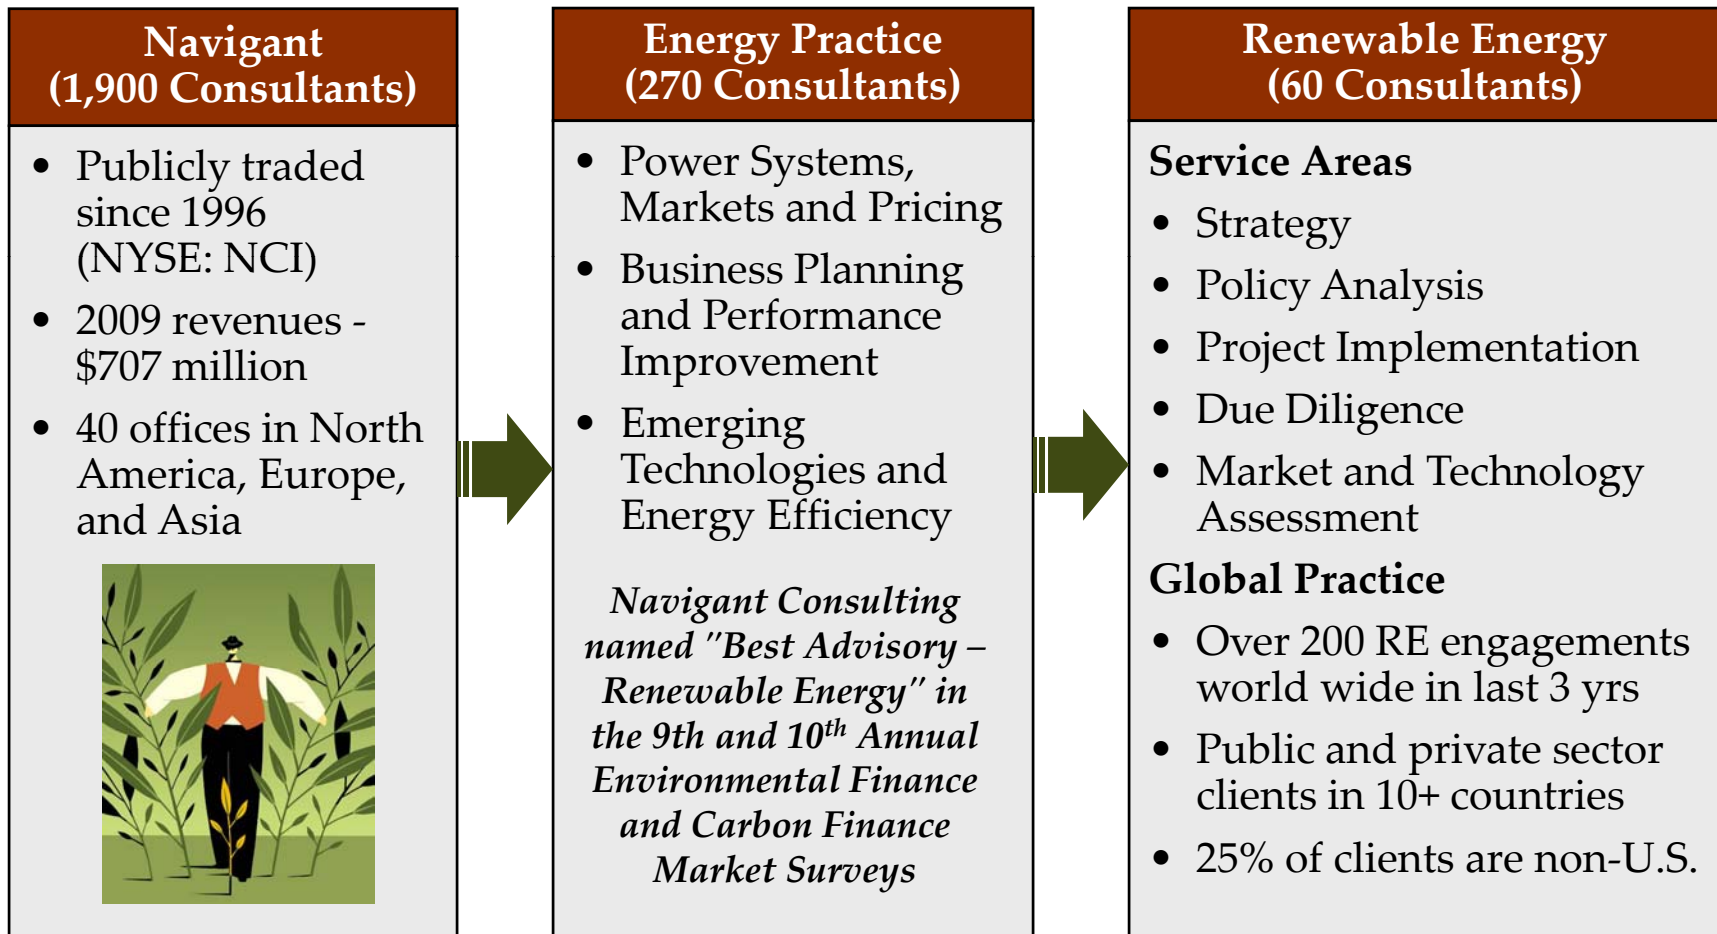 Navigant
(1,900 Consultants)
• Publicly traded
since 1996
(NYSE: NCI)
• 2009 revenues -
$707 million
• 40 offices in North
America, Europe,
and Asia
Energy Practice
(270 Consultants)
• Power Systems,
Markets and Pricing
• Business Planning
and Performance
Improvement
• Emerging
Technologies and
Energy Efficiency
Navigant Consulting
named "Best Advisory –
Renewable Energy" in
the 9th and 10th Annual
Environmental Finance
and Carbon Finance
Market Surveys
Renewable Energy
(60 Consultants)
Service Areas
• Strategy
• Policy Analysis
• Project Implementation
• Due Diligence
• Market and Technology
Assessment
Global Practice
• Over 200 RE engagements
world wide in last 3 yrs
• Public and private sector
clients in 10+ countries
• 25% of clients are non-U.S.